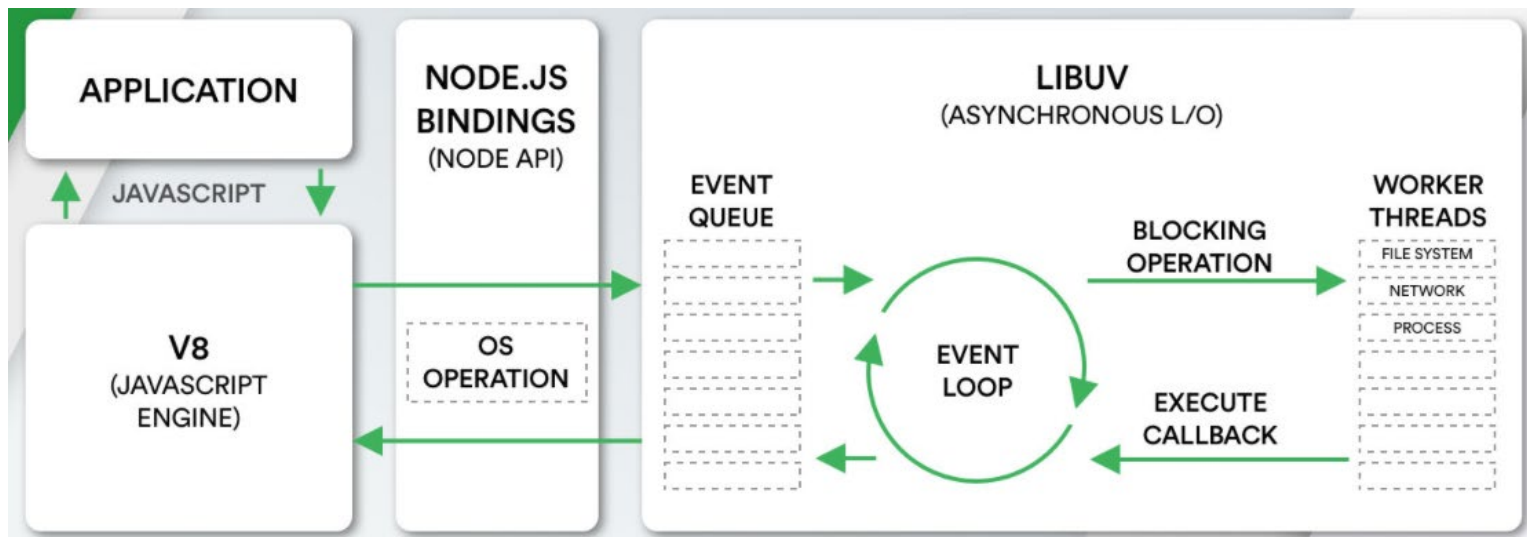 APPLICATION
JAVASCRIPT
V8
(JAVASCRIPT
ENGINE)
NODE.JS
BINDINGS
(NODE API)
OS
OPERATION
LIBUV
(ASYNCHRONOUS L/O)
EVENT
QUEUE
EVENT
LOOP
BLOCKING
OPERATION
EXECUTE
CALLBACK
WORKER
THREADS
FILE SYSTEM
NETWORK
PROCESS